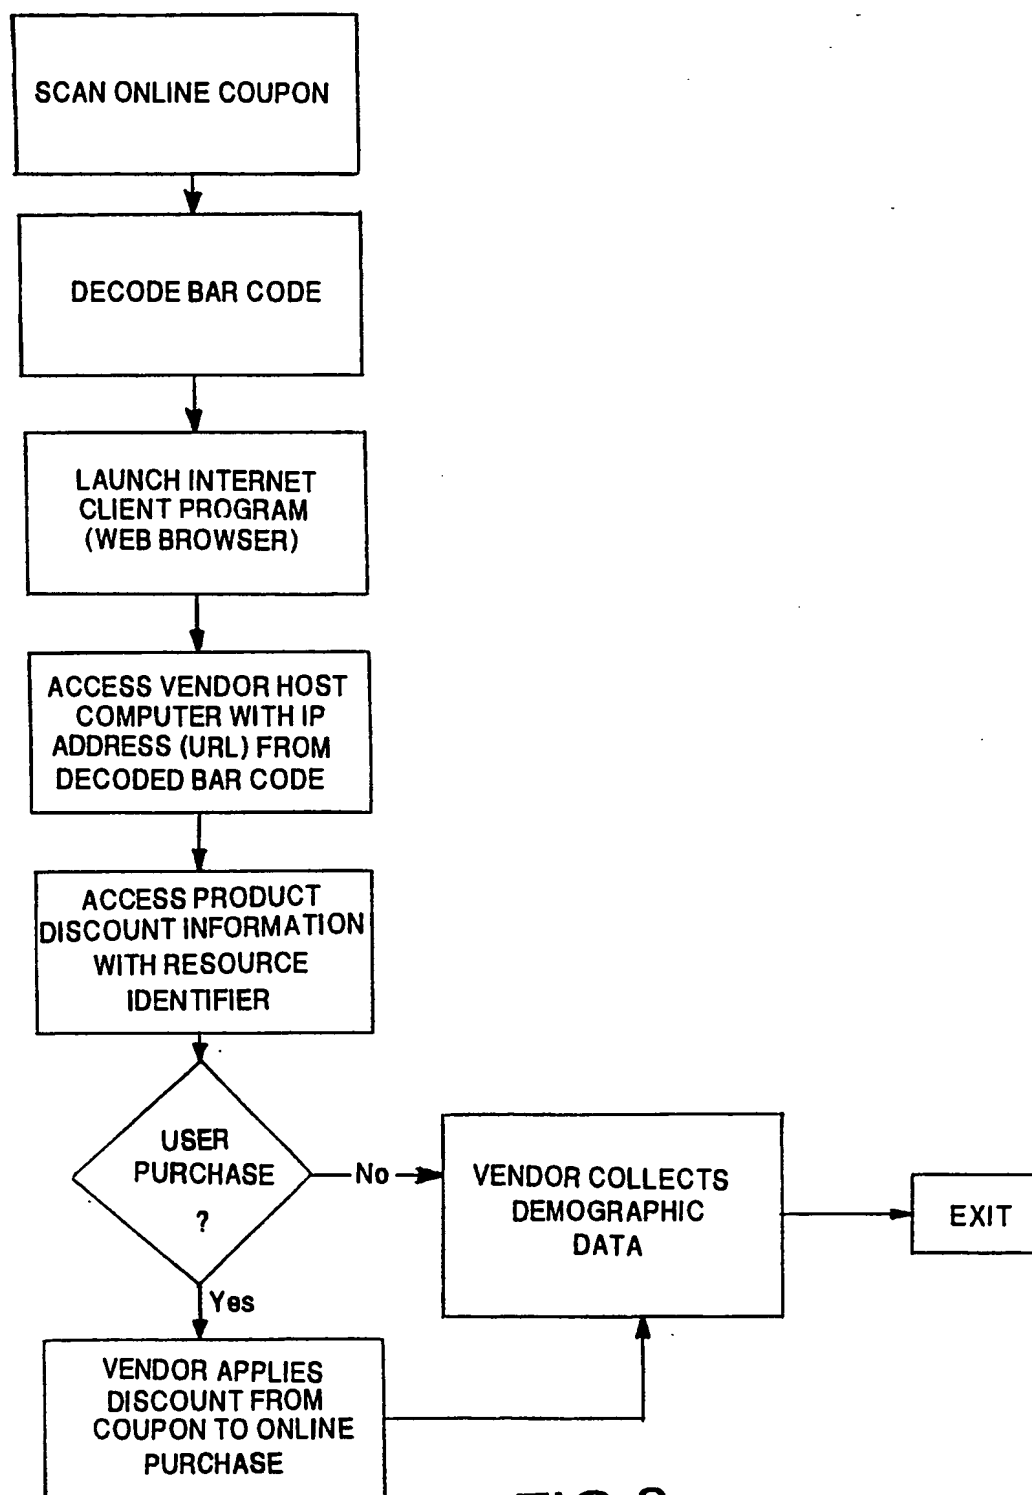 SCAN ONLINE COUPON
DECODE BAR CODE
LAUNCH INTERNET
CLIENT PROGRAM
(WEB BROWSER)
ACCESS VENDOR HOST
COMPUTER WITH IP
ADDRESS (URL) FROM
DECODED BAR CODE
ACCESS PRODUCT
DISCOUNT INFORMATION
WITH RESOURCE
IDENTIFIER
USER
PURCHASE
?
No
VENDOR COLLECTS
DEMOGRAPHIC
DATA
EXIT
Yes
VENDOR APPLIES
DISCOUNT FROM
COUPON TO ONLINE
PURCHASE